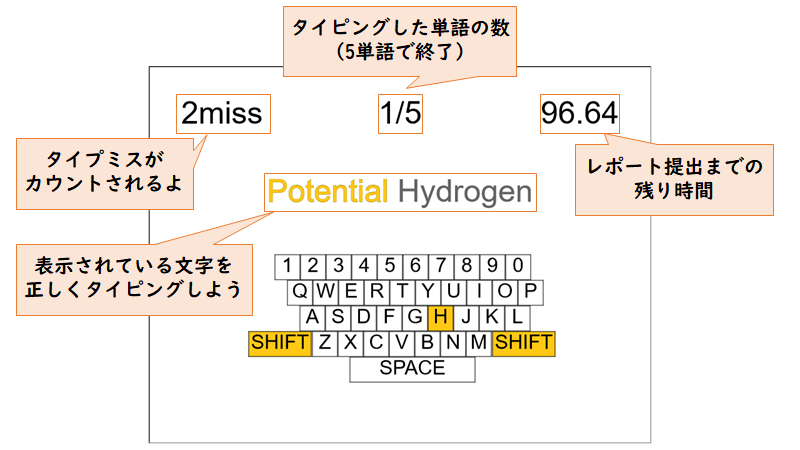 タイピングした単語の数
（5単語で終了）
2miss
1/5
96.64
タイプミスが
カウントされるよ
レポート提出までの
残り時間
Potential Hydrogen
表示されている文字を
正しくタイピングしよう
1 2 3 4 5 6 7 8 9 0
Q W E R T Y U I O P
A S D F G H J K L
SHIFT Z X C V B N M SHIFT
SPACE